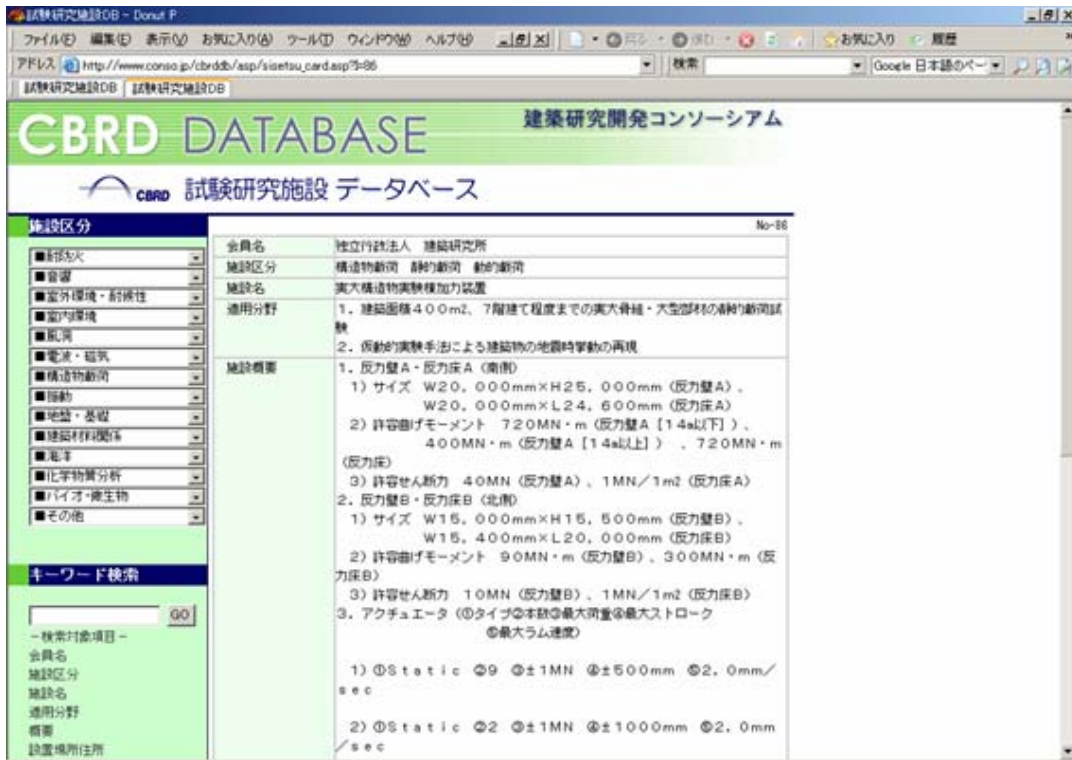 試験研究施設DB - Donut P
ファイル(F) 編集(E) 表示(V) お気に入り(A) ツール(T) ウィンドウ(W) ヘルプ(H)
お気に入り 履歴
アドレス http://www.conso.jp/cbrddb/asp/sisetsu_card.asp?i=86
検索 Google 日本語のペー
試験研究施設DB 試験研究施設DB
CBRD DATABASE
建築研究開発コンソーシアム
CBRD 試験研究施設 データベース
施設区分
■耐防火
■音響
■室外環境・耐候性
■室内環境
■風洞
■電波・磁気
■構造物載荷
■振動
■地盤・基礎
■建築材料関係
■海洋
■化学物質分析
■バイオ・微生物
■その他
キーワード検索
GO
-検索対象項目-
会員名
施設区分
施設名
適用分野
概要
設置場所住所
No-86
会員名 独立行政法人 建築研究所
施設区分 構造物載荷 静的載荷 動的載荷
施設名 実大構造物実験棟加力装置
適用分野 1.建築面積400m2、7階建て程度までの実大骨組・大型部材の静的載荷試
験
2.仮動的実験手法による建築物の地震時挙動の再現
施設概要 1.反力壁A・反力床A(南側)
1)サイズ W20,000mm×H25,000mm(反力壁A)、
W20,000mm×L24,600mm(反力床A)
2)許容曲げモーメント 720MN・m(反力壁A[14m以下])、
400MN・m(反力壁A[14m以上])、720MN・m
(反力床)
3)許容せん断力 40MN(反力壁A)、1MN/1m2(反力床A)
2.反力壁B・反力床B(北側)
1)サイズ W15,000mm×H15,500mm(反力壁B)、
W15,400mm×L20,000mm(反力床B)
2)許容曲げモーメント 90MN・m(反力壁B)、300MN・m(反
力床B)
3)許容せん断力 10MN(反力壁B)、1MN/1m2(反力床B)
3.アクチュエータ(①タイプ②本数③最大荷重④最大ストローク
⑤最大ラム速度)
1)①Static ②9 ③±1MN ④±500mm ⑤2.0mm/
sec
2)①Static ②2 ③±1MN ④±1000mm ⑤2.0mm
/sec